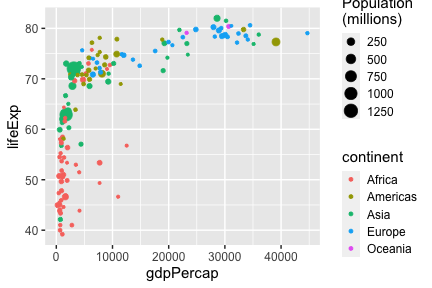 Population
(millions)
250
500
750
1000
1250
continent
Africa
Americas
Asia
Europe
Oceania
lifeExp
80
70
60
50
40
0
10000
20000
30000
40000
gdpPercap